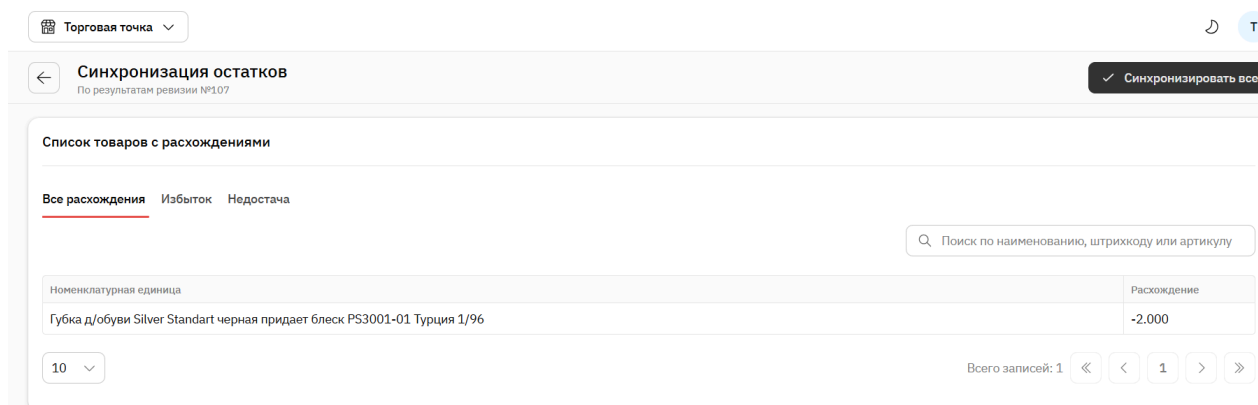 Торговая точка
Т
Синхронизация остатков
По результатам ревизии №107
Синхронизировать все
Список товаров с расхождениями
Все расхождения Избыток Недостача
Поиск по наименованию, штрихкоду или артикулу
Номенклатурная единица Расхождение
Губка д/обуви Silver Standart черная придает блеск PS3001-01 Турция 1/96 -2.000
10 Всего записей: 1 1